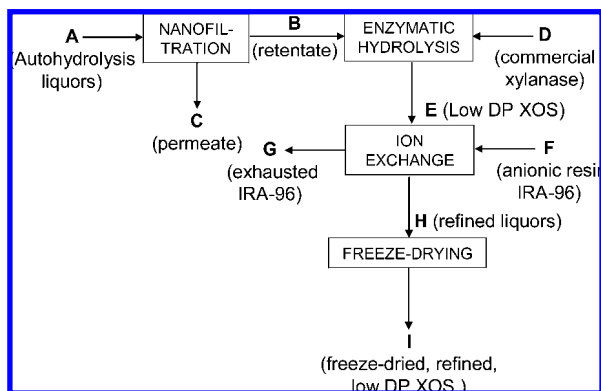 A
(Autohydrolysis
liquors)
NANOFIL-
TRATION
B
(retentate)
ENZYMATIC
HYDROLYSIS
D
(commercial
xylanase)
C
(permeate)
E (Low DP XOS)
G
(exhausted
IRA-96)
ION
EXCHANGE
F
(anionic resin
IRA-96)
H (refined liquors)
FREEZE-DRYING
I
(freeze-dried, refined,
low DP XOS )